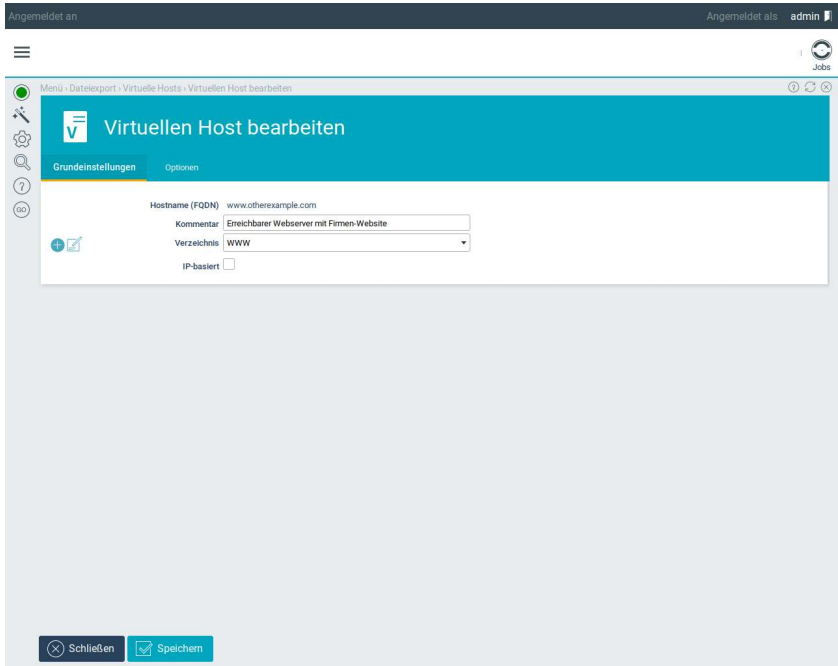 Angemeldet an
Angemeldet als admin
Jobs
Menü › Dateiexport › Virtuelle Hosts › Virtuellen Host bearbeiten
V
Virtuellen Host bearbeiten
Grundeinstellungen Optionen
GO
Hostname (FQDN) www.otherexample.com
Kommentar Erreichbarer Webserver mit Firmen-Website
Verzeichnis WWW
IP-basiert
Schließen Speichern